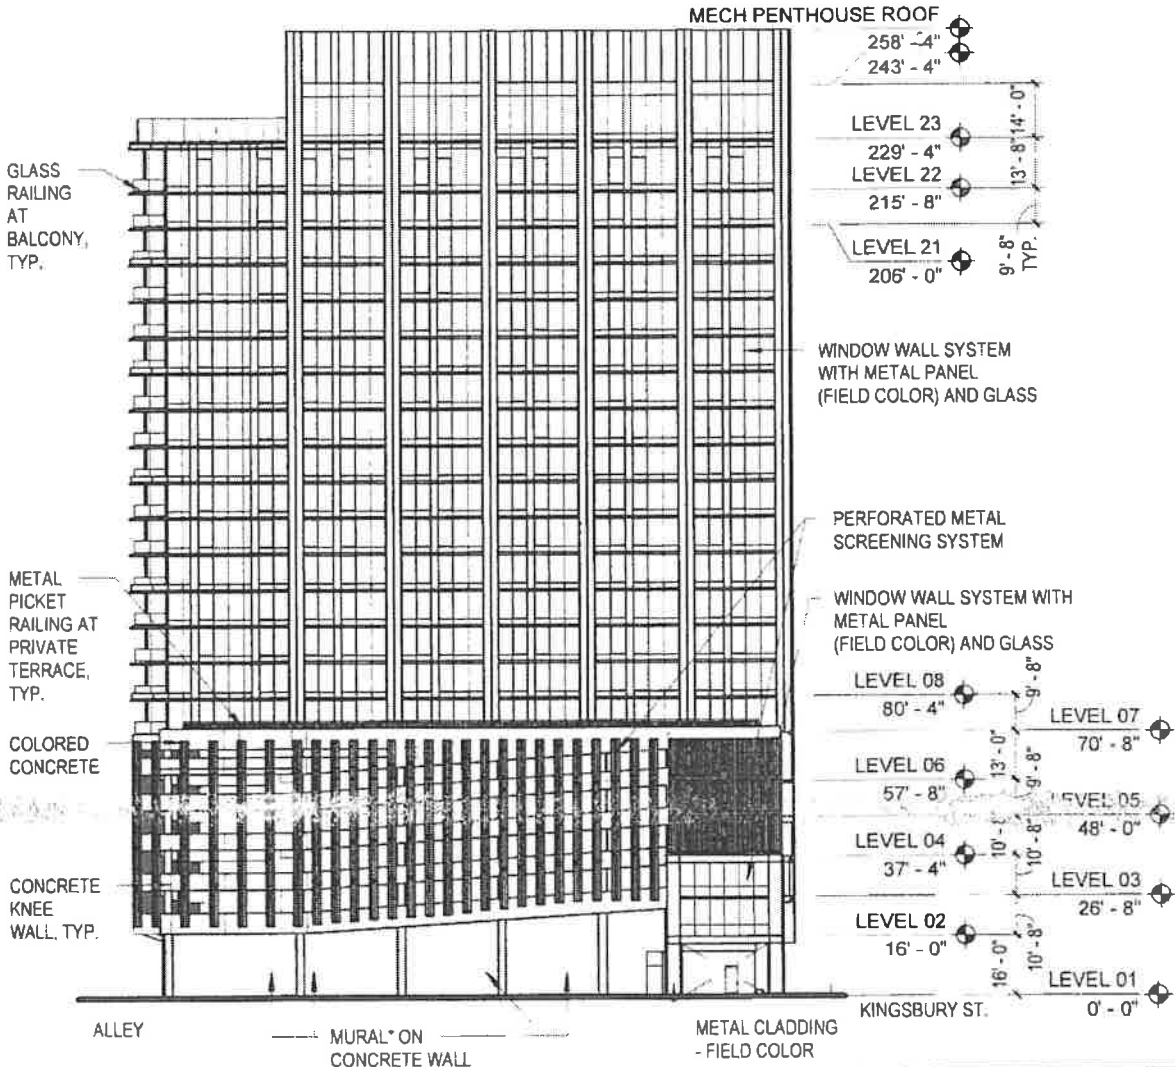 MECH PENTHOUSE ROOF
258' - 4"
243' - 4"
14' - 0"
LEVEL 23
229' - 4"
13' - 8"
LEVEL 22
215' - 8"
LEVEL 21
206' - 0"
9' - 8"
TYP.
GLASS
RAILING
AT
BALCONY,
TYP.
WINDOW WALL SYSTEM
WITH METAL PANEL
(FIELD COLOR) AND GLASS
PERFORATED METAL
SCREENING SYSTEM
METAL
PICKET
RAILING AT
PRIVATE
TERRACE,
TYP.
WINDOW WALL SYSTEM WITH
METAL PANEL
(FIELD COLOR) AND GLASS
LEVEL 08
80' - 4"
9' - 8"
LEVEL 07
70' - 8"
COLORED
CONCRETE
13' - 0"
LEVEL 06
57' - 8"
9' - 8"
LEVEL 05
48' - 0"
LEVEL 04
37' - 4"
10' - 8"
LEVEL 03
26' - 8"
CONCRETE
KNEE
WALL, TYP.
LEVEL 02
16' - 0"
10' - 8"
16' - 0"
LEVEL 01
0' - 0"
KINGSBURY ST.
ALLEY
MURAL* ON
CONCRETE WALL
METAL CLADDING
- FIELD COLOR